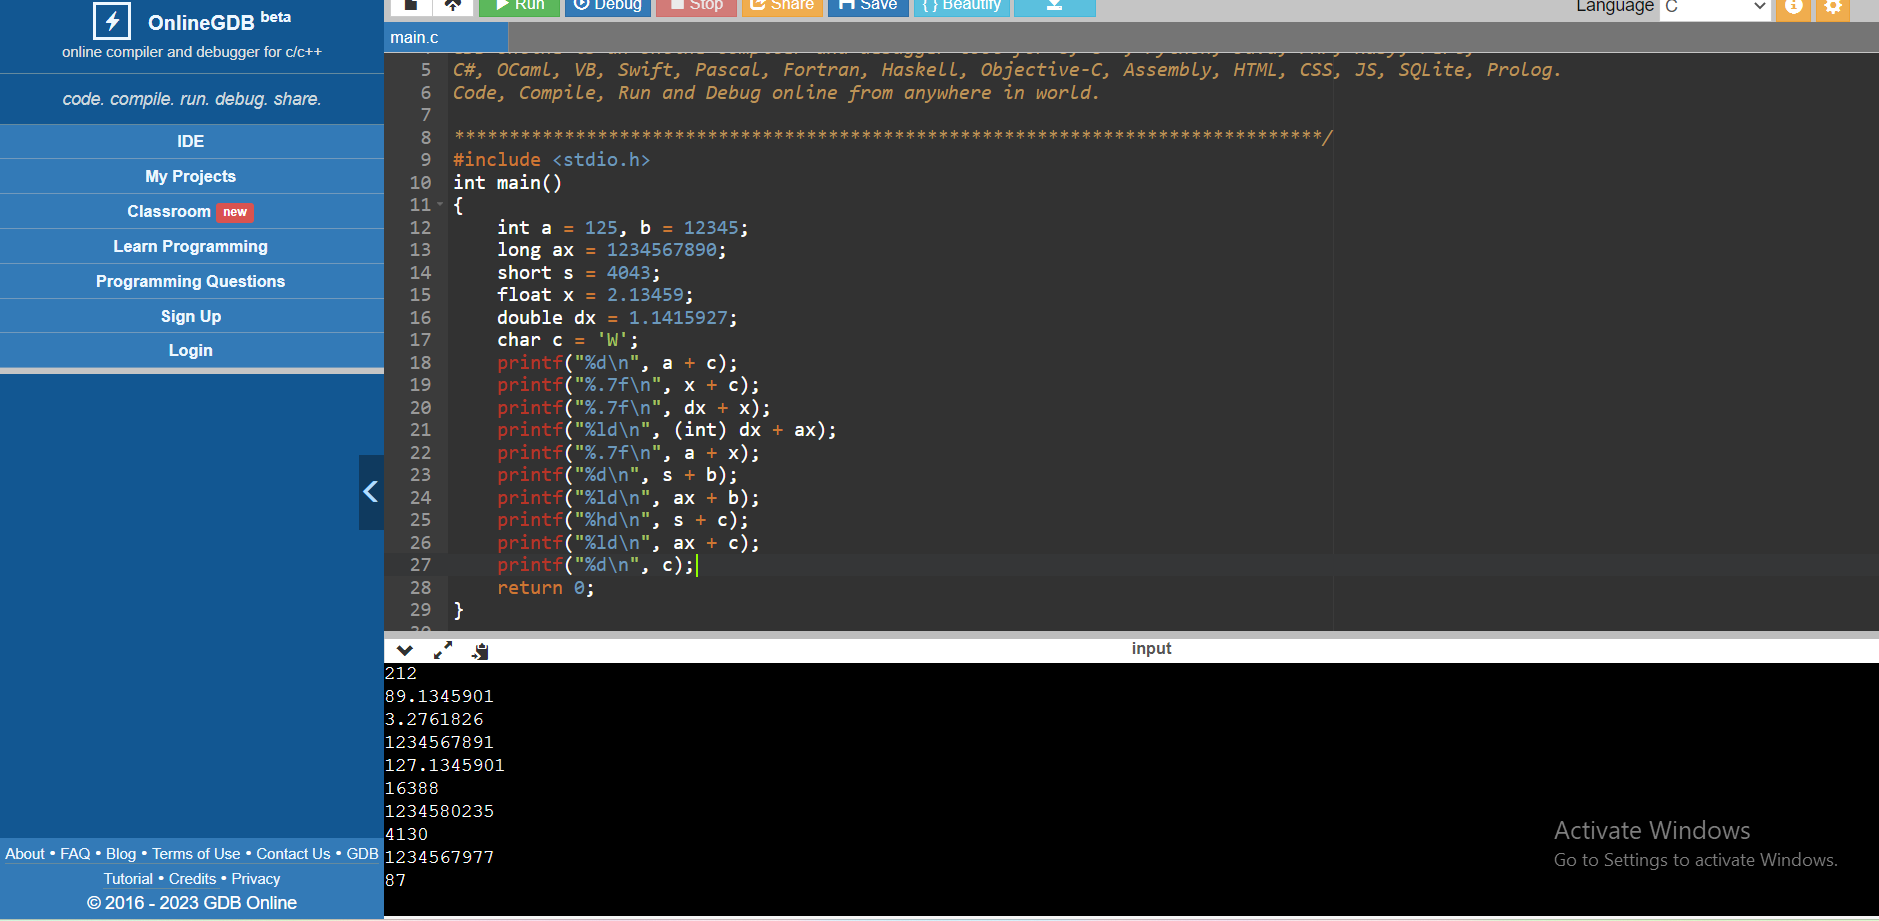 OnlineGDB beta
online compiler and debugger for c/c++
code. compile. run. debug. share.
IDE
My Projects
Classroom new
Learn Programming
Programming Questions
Sign Up
Login
About • FAQ • Blog • Terms of Use • Contact Us • GDB
Tutorial • Credits • Privacy
© 2016 - 2023 GDB Online
Run Debug Stop Share Save { } Beautify Language C
main.c
5 C#, OCaml, VB, Swift, Pascal, Fortran, Haskell, Objective-C, Assembly, HTML, CSS, JS, SQLite, Prolog.
6 Code, Compile, Run and Debug online from anywhere in world.
7
8 *******************************************************************************/
9 #include <stdio.h>
10 int main()
11 {
12 int a = 125, b = 12345;
13 long ax = 1234567890;
14 short s = 4043;
15 float x = 2.13459;
16 double dx = 1.1415927;
17 char c = 'W';
18 printf("%d\n", a + c);
19 printf("%.7f\n", x + c);
20 printf("%.7f\n", dx + x);
21 printf("%ld\n", (int) dx + ax);
22 printf("%.7f\n", a + x);
23 printf("%d\n", s + b);
24 printf("%ld\n", ax + b);
25 printf("%hd\n", s + c);
26 printf("%ld\n", ax + c);
27 printf("%d\n", c);
28 return 0;
29 }
input
212
89.1345901
3.2761826
1234567891
127.1345901
16388
1234580235
4130
1234567977
87
Activate Windows
Go to Settings to activate Windows.